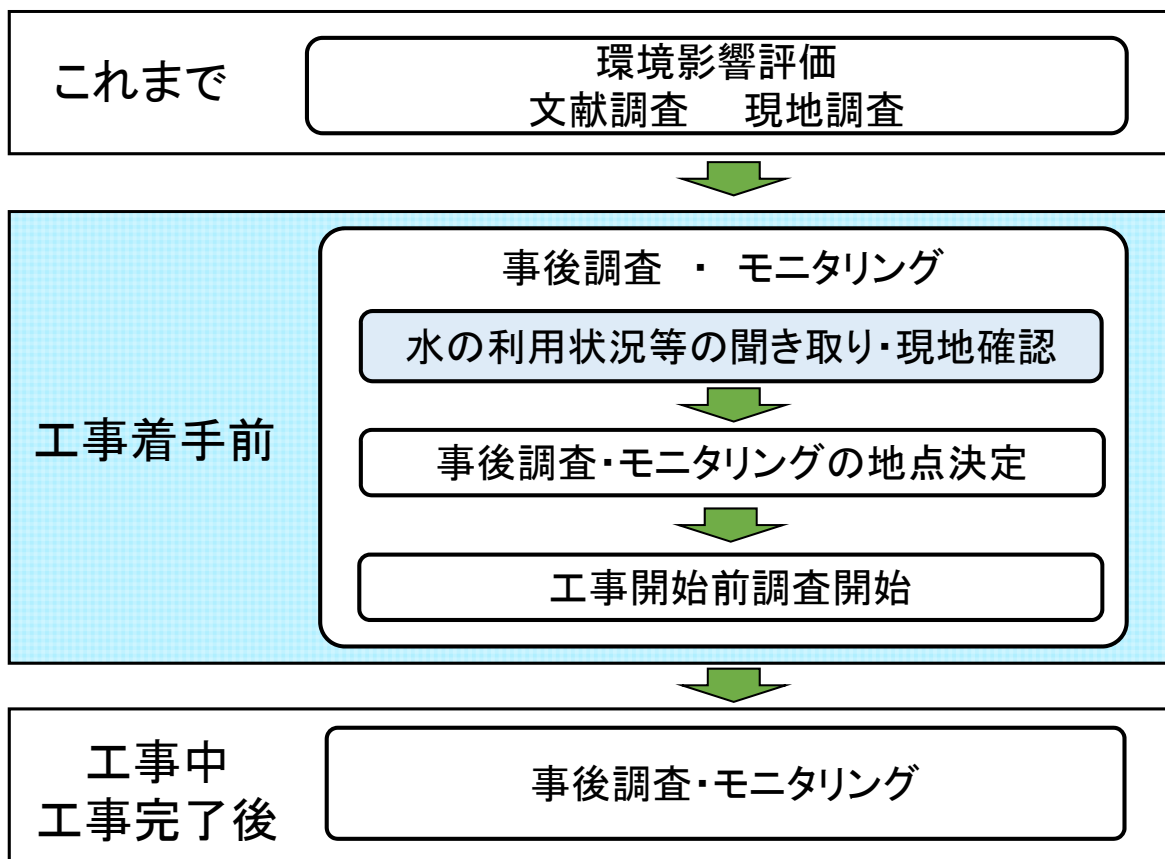 これまで
環境影響評価
文献調査　現地調査
工事着手前
事後調査 ・ モニタリング
水の利用状況等の聞き取り・現地確認
事後調査・モニタリングの地点決定
工事開始前調査開始
工事中
工事完了後
事後調査・モニタリング